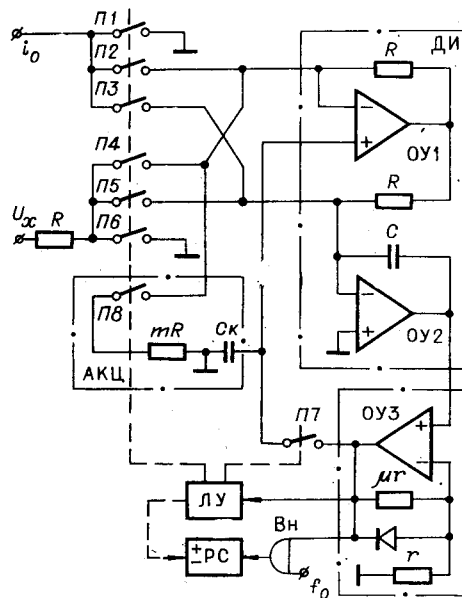 П1
i₀
П2
ДИ
R
П3
ОУ1
П4
R
П5
Uₓ
R
П6
C
П8
ОУ2
mR
Cк
АКЦ
П7
ОУ3
μr
ЛУ
Вн
± РС
r
f₀